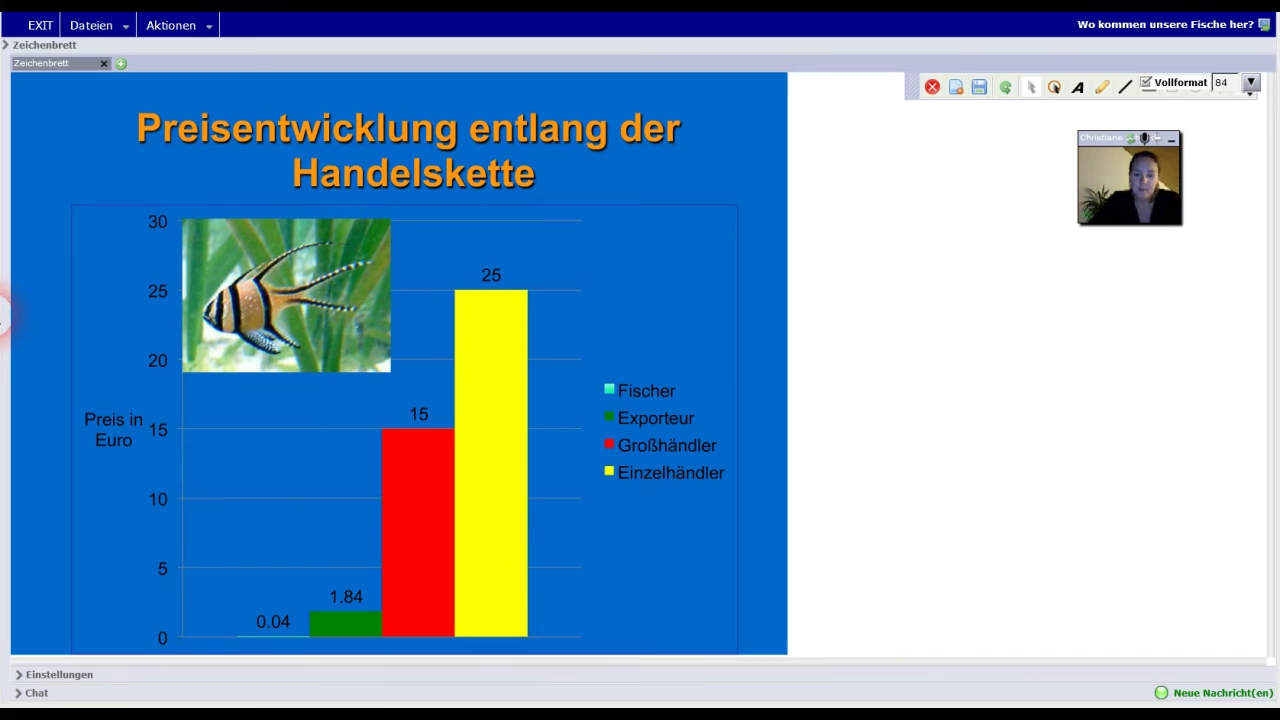 EXIT
Dateien
Aktionen
Wo kommen unsere Fische her?
Zeichenbrett
Zeichenbrett
Vollformat 84
Christiane
Preisentwicklung entlang der
Handelskette
30
25
20
15
10
5
0
Preis in
Euro
0.04
1.84
15
25
Fischer
Exporteur
Großhändler
Einzelhändler
Einstellungen
Chat
Neue Nachricht(en)